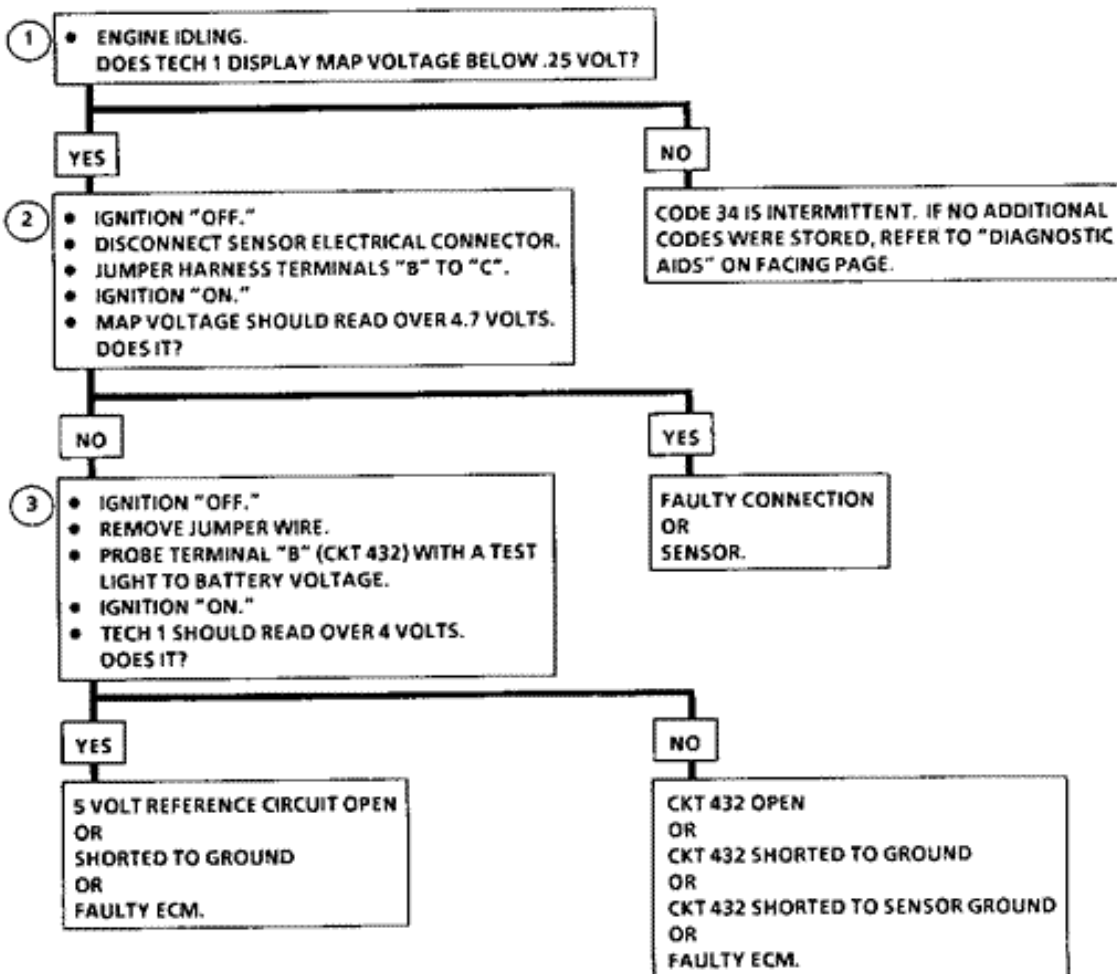 1
• ENGINE IDLING.
DOES TECH 1 DISPLAY MAP VOLTAGE BELOW .25 VOLT?
YES
NO
2
• IGNITION "OFF."
• DISCONNECT SENSOR ELECTRICAL CONNECTOR.
• JUMPER HARNESS TERMINALS "B" TO "C".
• IGNITION "ON."
• MAP VOLTAGE SHOULD READ OVER 4.7 VOLTS.
DOES IT?
CODE 34 IS INTERMITTENT. IF NO ADDITIONAL
CODES WERE STORED, REFER TO "DIAGNOSTIC
AIDS" ON FACING PAGE.
NO
YES
3
• IGNITION "OFF."
• REMOVE JUMPER WIRE.
• PROBE TERMINAL "B" (CKT 432) WITH A TEST
LIGHT TO BATTERY VOLTAGE.
• IGNITION "ON."
• TECH 1 SHOULD READ OVER 4 VOLTS.
DOES IT?
FAULTY CONNECTION
OR
SENSOR.
YES
NO
5 VOLT REFERENCE CIRCUIT OPEN
OR
SHORTED TO GROUND
OR
FAULTY ECM.
CKT 432 OPEN
OR
CKT 432 SHORTED TO GROUND
OR
CKT 432 SHORTED TO SENSOR GROUND
OR
FAULTY ECM.